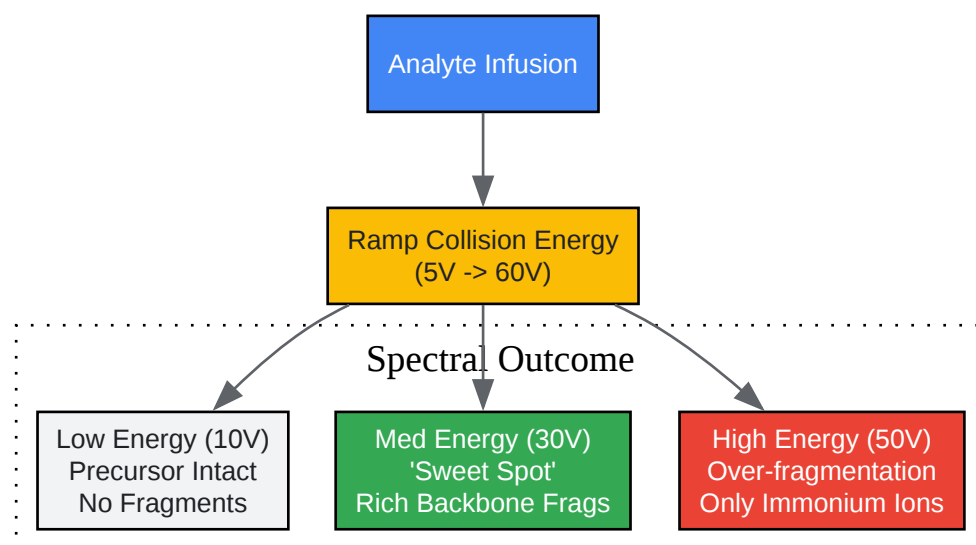 Analyte Infusion
Ramp Collision Energy
(5V -> 60V)
Spectral Outcome
Low Energy (10V)
Precursor Intact
No Fragments
Med Energy (30V)
'Sweet Spot'
Rich Backbone Frags
High Energy (50V)
Over-fragmentation
Only Immonium Ions